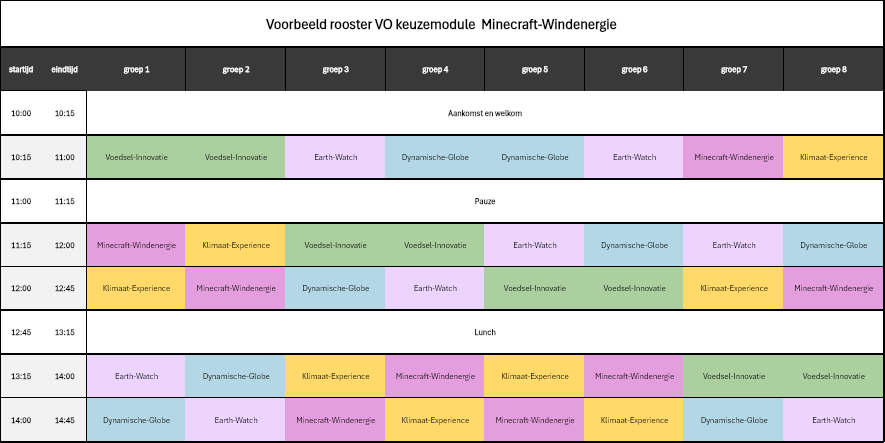 Voorbeeld rooster VO keuzemodule Minecraft-Windenergie
startijd eindtijd groep 1 groep 2 groep 3 groep 4 groep 5 groep 6 groep 7 groep 8
10:00 10:15 Aankomst en welkom
10:15 11:00 Voedsel-Innovatie Voedsel-Innovatie Earth-Watch Dynamische-Globe Dynamische-Globe Earth-Watch Minecraft-Windenergie Klimaat-Experience
11:00 11:15 Pauze
11:15 12:00 Minecraft-Windenergie Klimaat-Experience Voedsel-Innovatie Voedsel-Innovatie Earth-Watch Dynamische-Globe Earth-Watch Dynamische-Globe
12:00 12:45 Klimaat-Experience Minecraft-Windenergie Dynamische-Globe Earth-Watch Voedsel-Innovatie Voedsel-Innovatie Klimaat-Experience Minecraft-Windenergie
12:45 13:15 Lunch
13:15 14:00 Earth-Watch Dynamische-Globe Klimaat-Experience Minecraft-Windenergie Klimaat-Experience Minecraft-Windenergie Voedsel-Innovatie Voedsel-Innovatie
14:00 14:45 Dynamische-Globe Earth-Watch Minecraft-Windenergie Klimaat-Experience Minecraft-Windenergie Klimaat-Experience Dynamische-Globe Earth-Watch